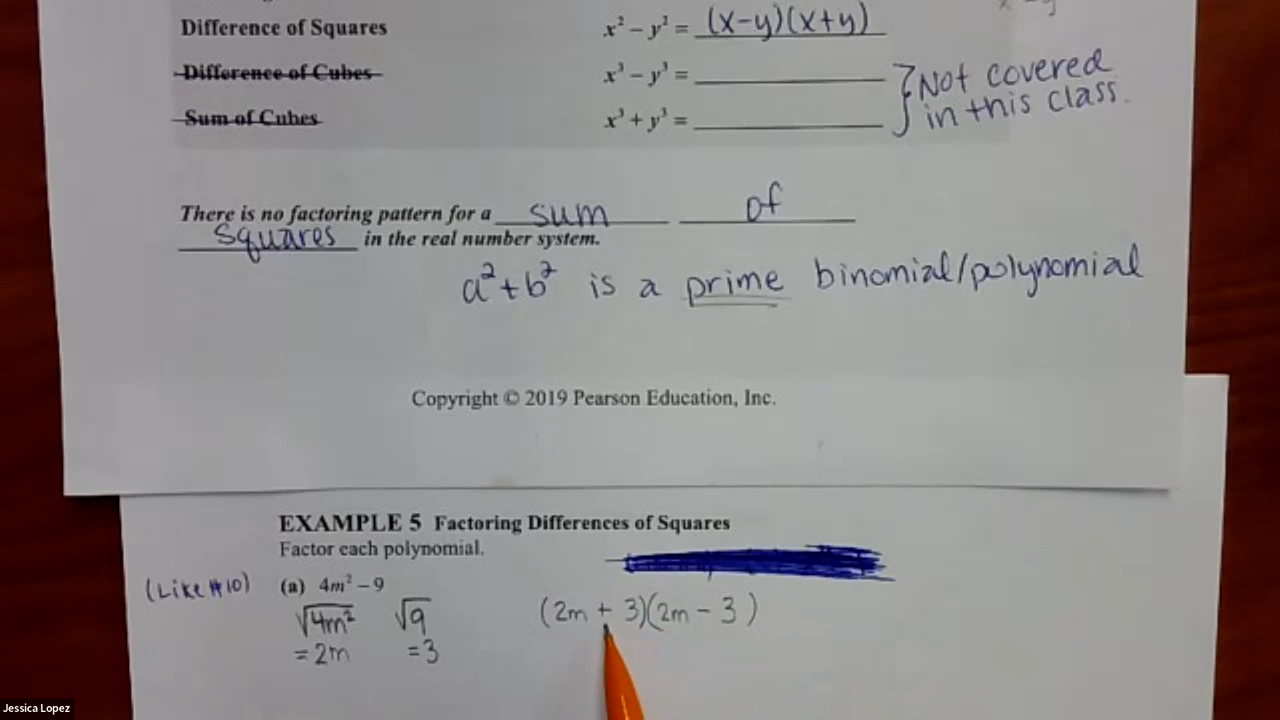 Difference of Squares x² − y² = (x-y)(x+y)
Difference of Cubes x³ − y³ = } Not covered
Sum of Cubes x³ + y³ = in this class.
There is no factoring pattern for a sum of
squares in the real number system.
a²+b² is a prime binomial/polynomial
Copyright © 2019 Pearson Education, Inc.
EXAMPLE 5 Factoring Differences of Squares
Factor each polynomial.
(Like #10) (a) 4m² − 9
√4m² √9 (2m + 3)(2m - 3)
=2m =3
Jessica Lopez